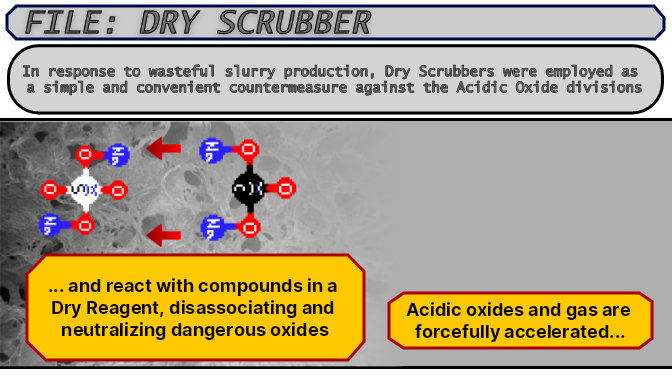 FILE: DRY SCRUBBER
In response to wasteful slurry production, Dry Scrubbers were employed as
a simple and convenient countermeasure against the Acidic Oxide divisions
O
O
O
O
O
O
O
... and react with compounds in a
Dry Reagent, disassociating and
neutralizing dangerous oxides
Acidic oxides and gas are
forcefully accelerated...